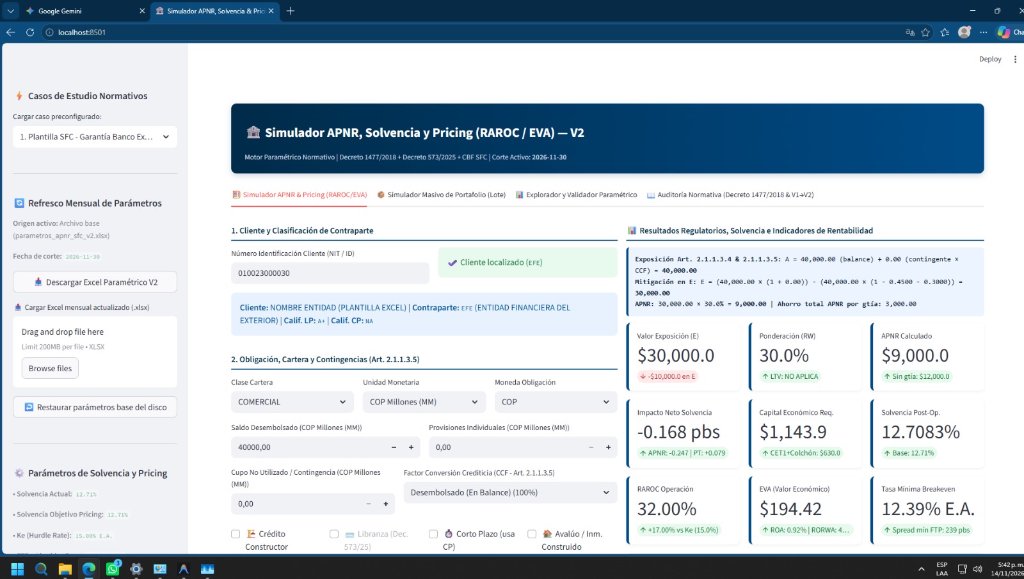 Google Gemini
Simulador APNR, Solvencia & Pric
localhost:8501
Deploy
Casos de Estudio Normativos
Cargar caso preconfigurado:
1. Plantilla SFC - Garantía Banco Ex...
Refresco Mensual de Parámetros
Origen activo: Archivo base
(parametros_apnr_sfc_v2.xlsx)
Fecha de corte: 2026-11-30
Descargar Excel Paramétrico V2
Cargar Excel mensual actualizado (.xlsx)
Drag and drop file here
Limit 200MB per file • XLSX
Browse files
Restaurar parámetros base del disco
Parámetros de Solvencia y Pricing
• Solvencia Actual: 12.71%
• Solvencia Objetivo Pricing: 12.71%
• Ke (Hurdle Rate): 15.00% E.A.
Simulador APNR, Solvencia y Pricing (RAROC / EVA) — V2
Motor Paramétrico Normativo | Decreto 1477/2018 + Decreto 573/2025 + CBF SFC | Corte Activo: 2026-11-30
Simulador APNR & Pricing (RAROC/EVA)
Simulador Masivo de Portafolio (Lote)
Explorador y Validador Paramétrico
Auditoría Normativa (Decreto 1477/2018 & V1→V2)
1. Cliente y Clasificación de Contraparte
Número Identificación Cliente (NIT / ID)
010023000030
Cliente localizado (EFE)
Cliente: NOMBRE ENTIDAD (PLANTILLA EXCEL) | Contraparte: EFE (ENTIDAD FINANCIERA DEL
EXTERIOR) | Calif. LP: A+ | Calif. CP: NA
2. Obligación, Cartera y Contingencias (Art. 2.1.1.3.5)
Clase Cartera
Unidad Monetaria
Moneda Obligación
COMERCIAL
COP Millones (MM)
COP
Saldo Desembolsado (COP Millones (MM))
Provisiones Individuales (COP Millones (MM))
40000,00
0,00
Cupo No Utilizado / Contingencia (COP Millones
(MM))
Factor Conversión Crediticia (CCF - Art. 2.1.1.3.5)
0,00
Desembolsado (En Balance) (100%)
Crédito
Constructor
Libranza (Dec.
573/25)
Corto Plazo (usa
CP)
Avalúo / Inm.
Construido
Resultados Regulatorios, Solvencia e Indicadores de Rentabilidad
Exposición Art. 2.1.1.3.4 & 2.1.1.3.5: A = 40,000.00 (balance) + 0.00 (contingente ×
CCF) = 40,000.00
Mitigación en E: E = (40,000.00 × (1 + 0.00)) - (40,000.00 × (1 - 0.4500 - 0.3000)) =
30,000.00
APNR: 30,000.00 × 30.0% = 9,000.00 | Ahorro total APNR por gtía: 3,000.00
Valor Exposición (E)
$30,000.0
↓ -$10,000.0 en E
Ponderación (RW)
30.0%
↑ LTV: NO APLICA
APNR Calculado
$9,000.0
↑ Sin gtía: $12,000.0
Impacto Neto Solvencia
-0.168 pbs
↑ APNR: -0.247 | PT: +0.079
Capital Económico Req.
$1,143.9
↑ CET1+Colchón: $630.0
Solvencia Post-Op.
12.7083%
↑ Base: 12.71%
RAROC Operación
32.00%
↑ +17.00% vs Ke (15.0%)
EVA (Valor Económico)
$194.42
↑ ROA: 0.92% | RORWA: 4...
Tasa Mínima Breakeven
12.39% E.A.
↑ Spread min FTP: 239 pbs
ESP
LAA
5:42 p.m.